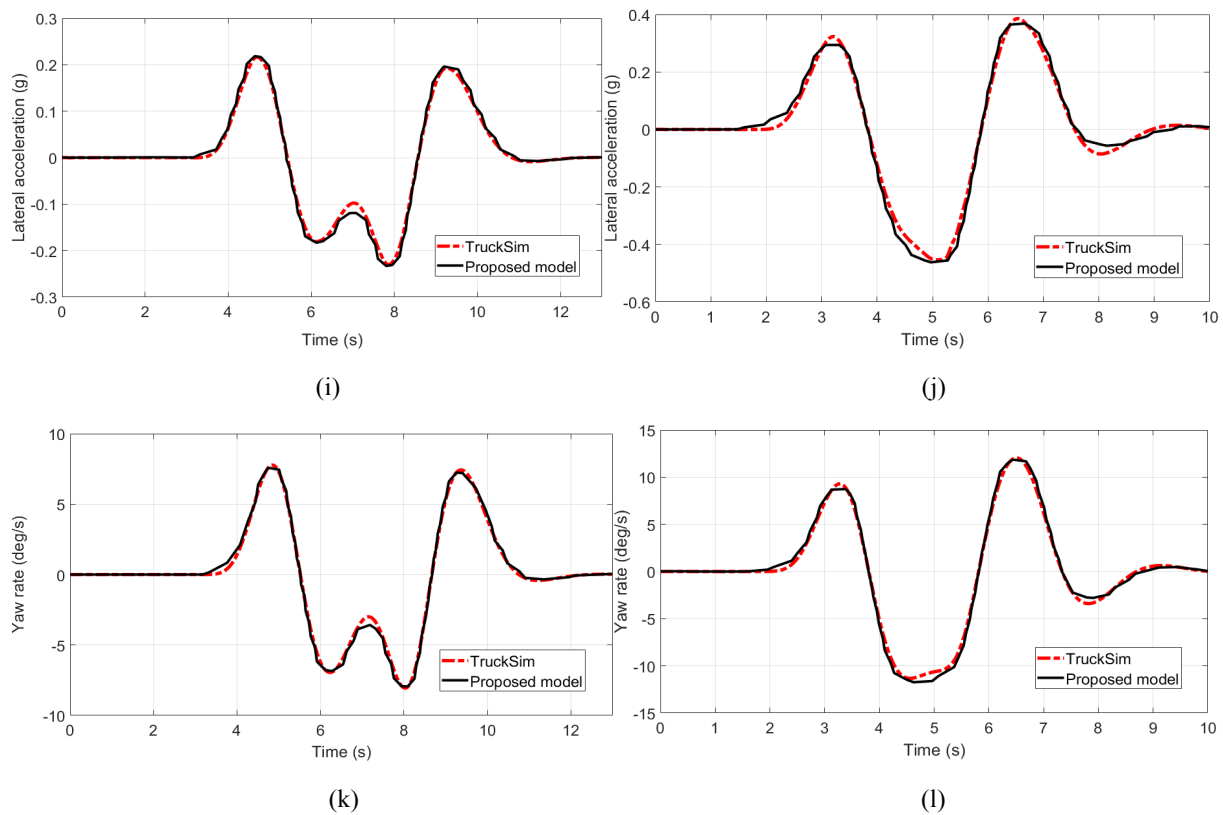 0.3
0.2
0.1
0
-0.1
-0.2
-0.3
Lateral acceleration (g)
TruckSim
Proposed model
0 2 4 6 8 10 12
Time (s)
(i)
0.4
0.2
0
-0.2
-0.4
-0.6
Lateral acceleration (g)
TruckSim
Proposed model
0 1 2 3 4 5 6 7 8 9 10
Time (s)
(j)
10
5
0
-5
-10
Yaw rate (deg/s)
TruckSim
Proposed model
0 2 4 6 8 10 12
Time (s)
(k)
15
10
5
0
-5
-10
-15
Yaw rate (deg/s)
TruckSim
Proposed model
0 1 2 3 4 5 6 7 8 9 10
Time (s)
(l)